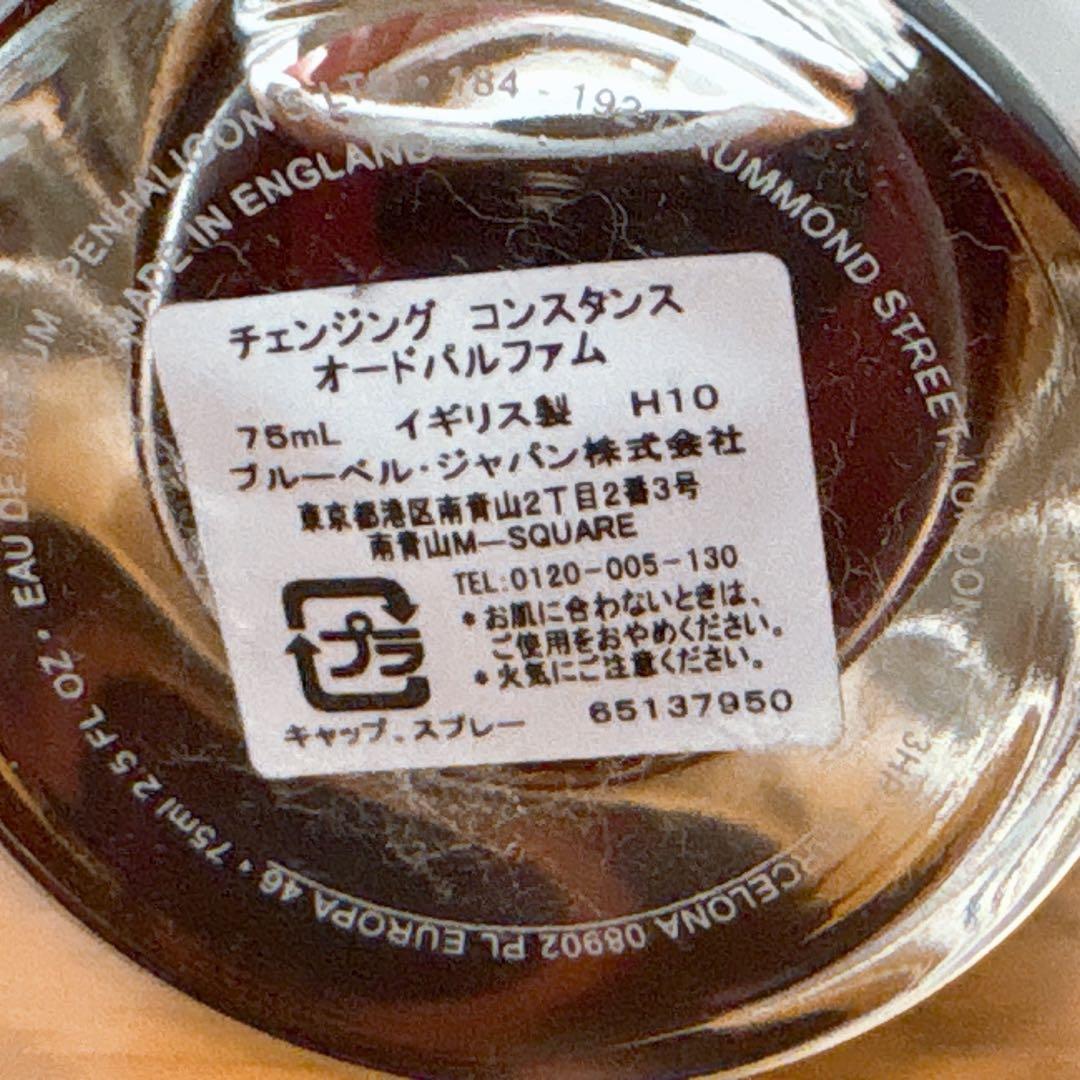 PENHALIGON'S LTD • 184 - 192 DRUMMOND STREET LONDON
3HP
MADE IN ENGLAND
チェンジング コンスタンス
オードパルファム
75mL イギリス製 H10
ブルーベル・ジャパン株式会社
東京都港区南青山2丁目2番3号
南青山M—SQUARE
TEL:0120-005-130
*お肌に合わないときは、
ご使用をおやめください。
*火気にご注意ください。
プラ
キャップ、スプレー 65137950
08902 PL EUROPA 46 • 75ml 2.5 FL OZ • EAU DE PARFUM